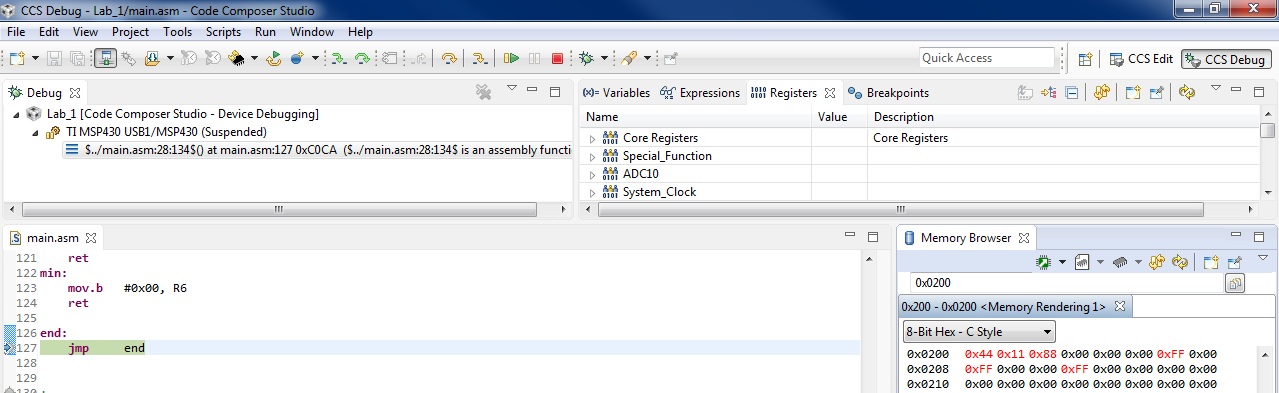 CCS Debug - Lab_1/main.asm - Code Composer Studio
File Edit View Project Tools Scripts Run Window Help
Quick Access
CCS Edit
CCS Debug
Debug
Lab_1 [Code Composer Studio - Device Debugging]
TI MSP430 USB1/MSP430 (Suspended)
$../main.asm:28:134$() at main.asm:127 0xC0CA ($../main.asm:28:134$ is an assembly functi
(x)= Variables Expressions Registers Breakpoints
Name Value Description
Core Registers Core Registers
Special_Function
ADC10
System_Clock
main.asm
121 ret
122 min:
123 mov.b #0x00, R6
124 ret
125
126 end:
127 jmp end
128
129
130 ;
Memory Browser
0x0200
0x200 - 0x0200 <Memory Rendering 1>
8-Bit Hex - C Style
0x0200 0x44 0x11 0x88 0x00 0x00 0x00 0xFF 0x00
0x0208 0xFF 0x00 0x00 0xFF 0x00 0x00 0x00 0x00
0x0210 0x00 0x00 0x00 0x00 0x00 0x00 0x00 0x00